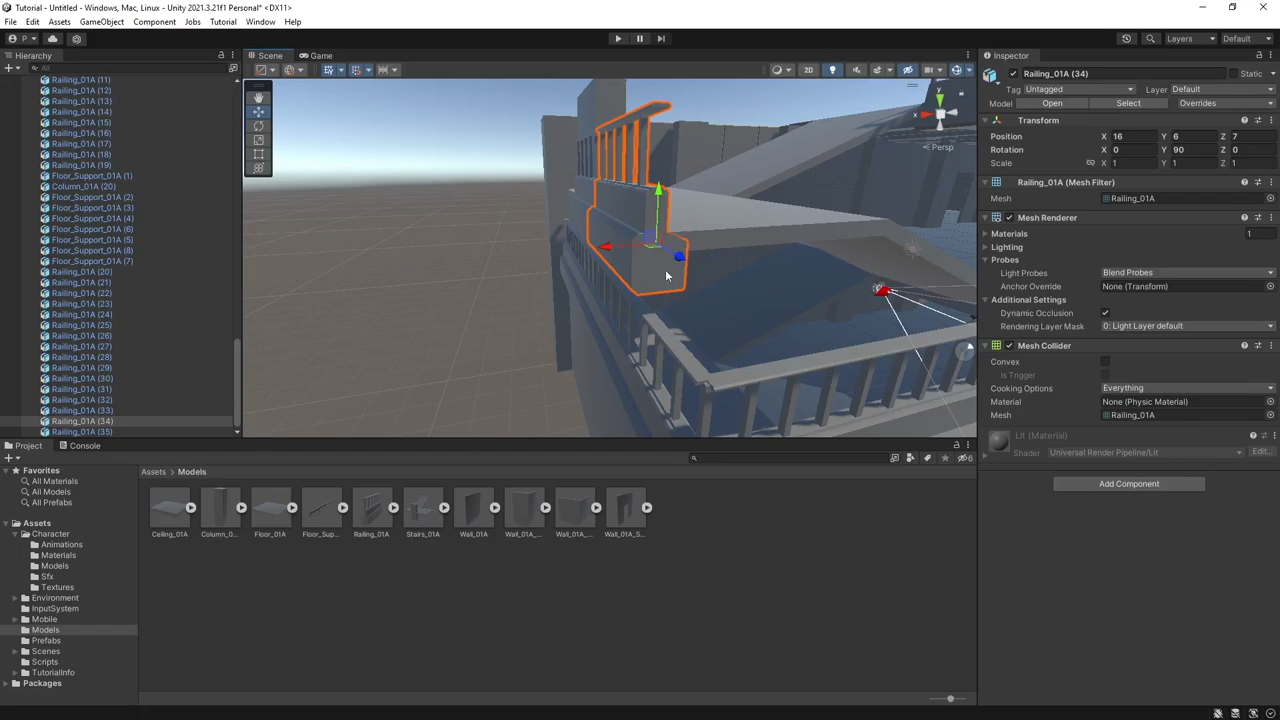 Tutorial - Untitled - Windows, Mac, Linux - Unity 2021.3.21f1 Personal* <DX11>
File Edit Assets GameObject Component Jobs Tutorial Window Help
P Layers Default
Hierarchy
All
Railing_01A (11)
Railing_01A (12)
Railing_01A (13)
Railing_01A (14)
Railing_01A (15)
Railing_01A (16)
Railing_01A (17)
Railing_01A (18)
Railing_01A (19)
Floor_Support_01A (1)
Column_01A (20)
Floor_Support_01A (2)
Floor_Support_01A (3)
Floor_Support_01A (4)
Floor_Support_01A (6)
Floor_Support_01A (5)
Floor_Support_01A (8)
Floor_Support_01A (7)
Railing_01A (20)
Railing_01A (21)
Railing_01A (22)
Railing_01A (23)
Railing_01A (24)
Railing_01A (25)
Railing_01A (26)
Railing_01A (27)
Railing_01A (28)
Railing_01A (29)
Railing_01A (30)
Railing_01A (31)
Railing_01A (32)
Railing_01A (33)
Railing_01A (34)
Railing_01A (35)
Scene Game
2D
y
x
Persp
Inspector
Railing_01A (34) Static
Tag Untagged Layer Default
Model Open Select Overrides
Transform
Position X 16 Y 6 Z 7
Rotation X 0 Y 90 Z 0
Scale X 1 Y 1 Z 1
Railing_01A (Mesh Filter)
Mesh Railing_01A
Mesh Renderer
Materials 1
Lighting
Probes
Light Probes Blend Probes
Anchor Override None (Transform)
Additional Settings
Dynamic Occlusion
Rendering Layer Mask 0: Light Layer default
Mesh Collider
Convex
Is Trigger
Cooking Options Everything
Material None (Physic Material)
Mesh Railing_01A
Lit (Material)
Shader Universal Render Pipeline/Lit Edit...
Add Component
Project Console
6
Favorites
All Materials
All Models
All Prefabs
Assets
Character
Animations
Materials
Models
Sfx
Textures
Environment
InputSystem
Mobile
Models
Prefabs
Scenes
Scripts
TutorialInfo
Packages
Assets Models
Ceiling_01A Column_0... Floor_01A Floor_Sup... Railing_01A Stairs_01A Wall_01A Wall_01A_... Wall_01A_... Wall_01A_S...